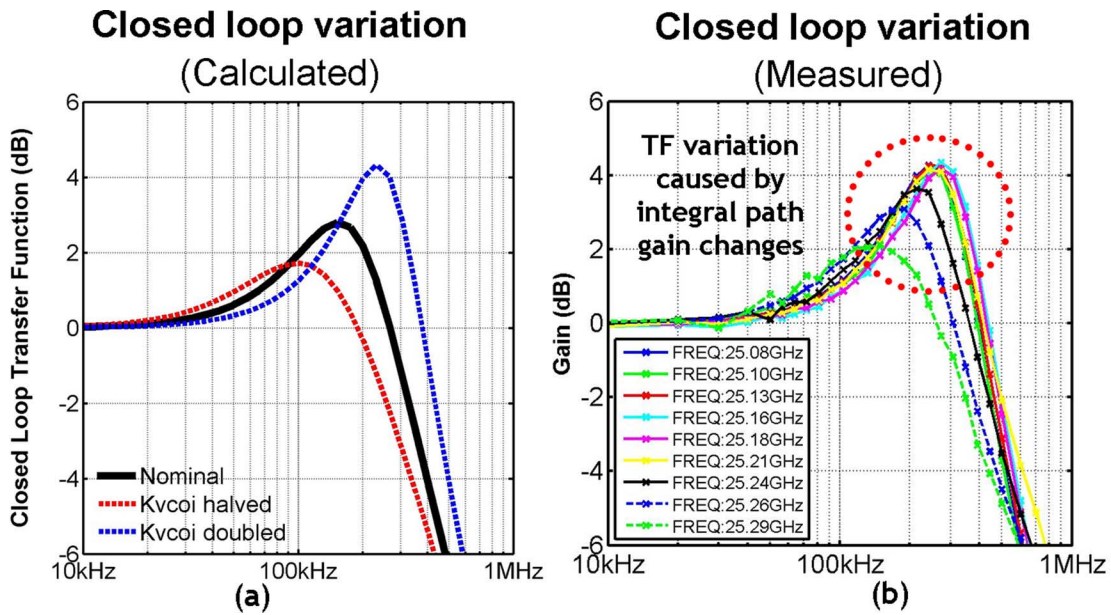 Closed loop variation
(Calculated)
Closed Loop Transfer Function (dB)
6
4
2
0
-2
-4
-6
Nominal
Kvcoi halved
Kvcoi doubled
10kHz
100kHz
1MHz
(a)
Closed loop variation
(Measured)
Gain (dB)
6
4
2
0
-2
-4
-6
TF variation
caused by
integral path
gain changes
FREQ:25.08GHz
FREQ:25.10GHz
FREQ:25.13GHz
FREQ:25.16GHz
FREQ:25.18GHz
FREQ:25.21GHz
FREQ:25.24GHz
FREQ:25.26GHz
FREQ:25.29GHz
10kHz
100kHz
1MHz
(b)